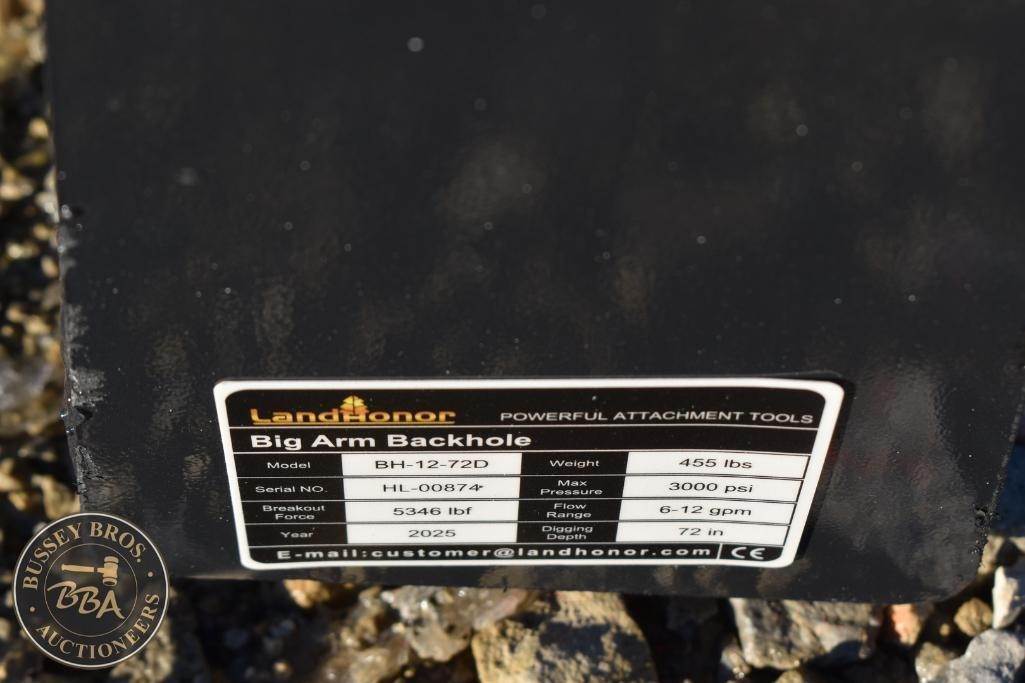 LandHonor POWERFUL ATTACHMENT TOOLS
Big Arm Backhole
Model BH-12-72D Weight 455 lbs
Serial NO. HL-00874 Max Pressure 3000 psi
Breakout Force 5346 lbf Flow Range 6-12 gpm
Year 2025 Digging Depth 72 in
E-mail:customer@landhonor.com CE
BUSSEY BROS.
BBA
AUCTIONEERS